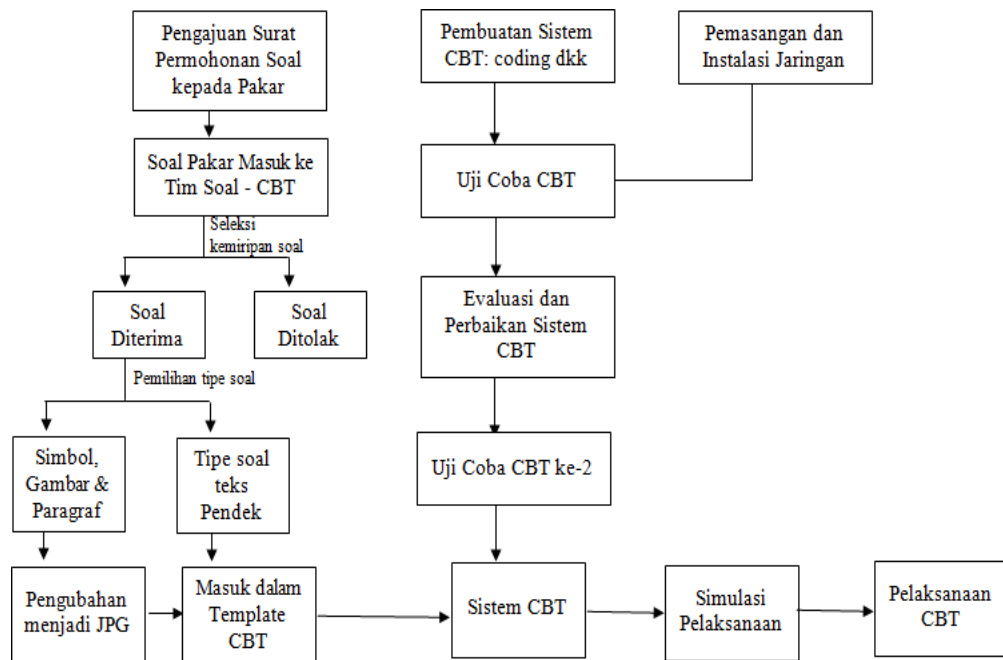 Pengajuan Surat
Permohonan Soal
kepada Pakar
Pembuatan Sistem
CBT: coding dkk
Pemasangan dan
Instalasi Jaringan
Soal Pakar Masuk ke
Tim Soal - CBT
Uji Coba CBT
Seleksi
kemiripan soal
Soal
Diterima
Soal
Ditolak
Evaluasi dan
Perbaikan Sistem
CBT
Pemilihan tipe soal
Simbol,
Gambar &
Paragraf
Tipe soal
teks
Pendek
Uji Coba CBT ke-2
Pengubahan
menjadi JPG
Masuk dalam
Template
CBT
Sistem CBT
Simulasi
Pelaksanaan
Pelaksanaan
CBT